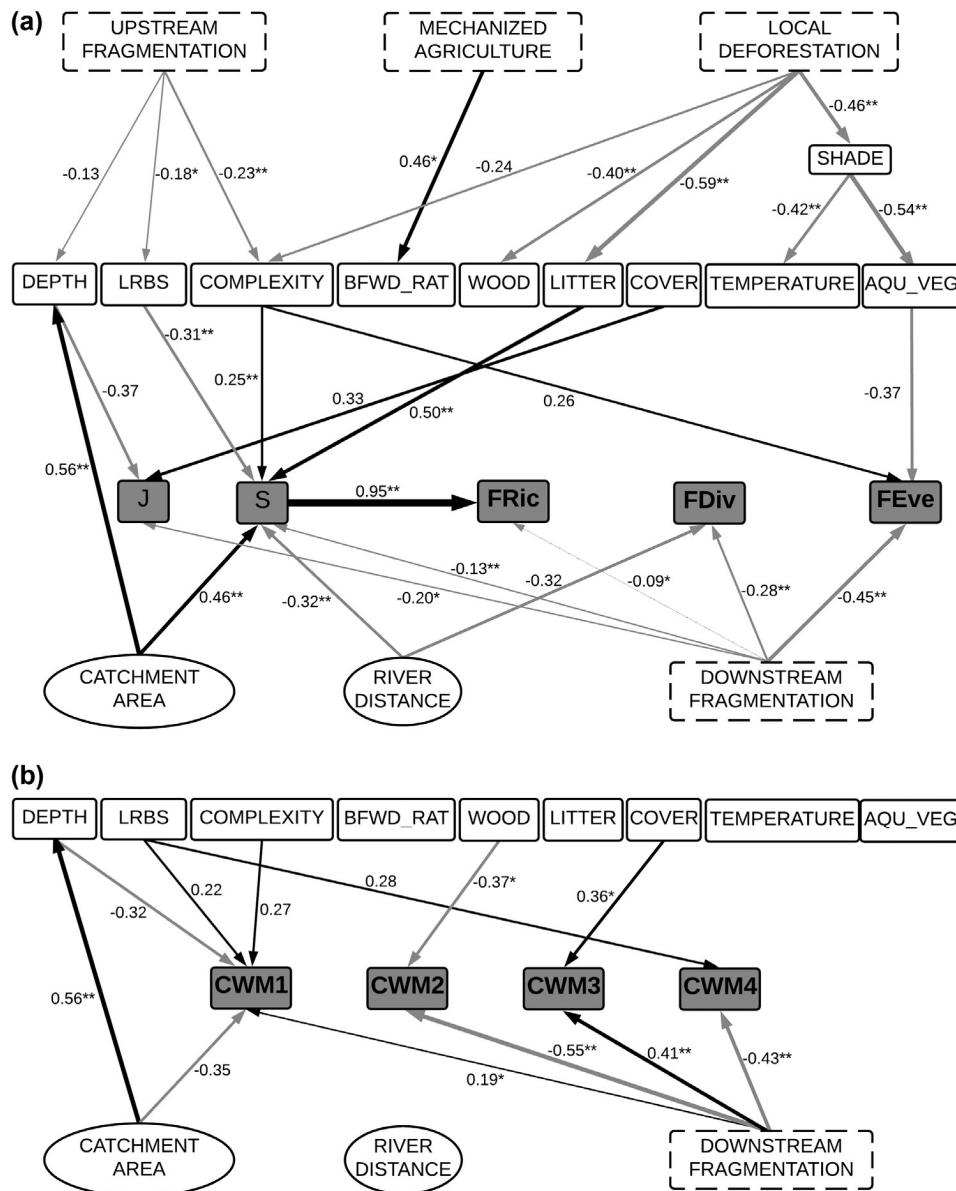 (a)
UPSTREAM
FRAGMENTATION
MECHANIZED
AGRICULTURE
LOCAL
DEFORESTATION
-0.46**
SHADE
-0.13
-0.18*
-0.23**
0.46*
-0.24
-0.40**
-0.59**
-0.42**
-0.54**
DEPTH
LRBS
COMPLEXITY
BFWD_RAT
WOOD
LITTER
COVER
TEMPERATURE
AQU_VEG
-0.31**
-0.37
0.25**
0.33
0.50**
0.26
-0.37
0.56**
J
S
0.95**
FRic
FDiv
FEve
0.46**
-0.32**
-0.20*
-0.13**
-0.32
-0.09*
-0.28**
-0.45**
CATCHMENT
AREA
RIVER
DISTANCE
DOWNSTREAM
FRAGMENTATION
(b)
DEPTH
LRBS
COMPLEXITY
BFWD_RAT
WOOD
LITTER
COVER
TEMPERATURE
AQU_VEG
-0.32
0.22
0.27
0.28
-0.37*
0.36*
0.56**
CWM1
CWM2
CWM3
CWM4
-0.35
0.19*
-0.55**
0.41**
-0.43**
CATCHMENT
AREA
RIVER
DISTANCE
DOWNSTREAM
FRAGMENTATION